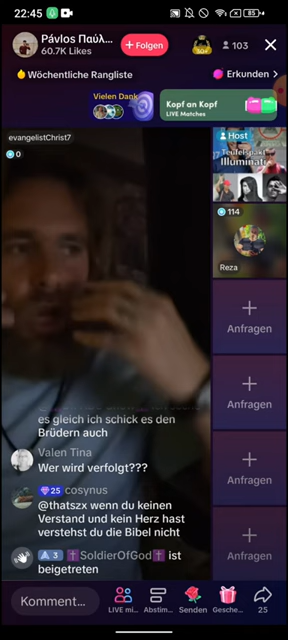 22:45
85
Pávlos Παύλ...
60.7K Likes
+ Folgen
30+
103
Wöchentliche Rangliste
Erkunden >
Vielen Dank
Kopf an Kopf
LIVE Matches
evangelistChrist7
0
Host
Teufelspakt
Illuminati
114
Reza
Anfragen
Anfragen
Anfragen
Anfragen
es gleich ich schick es den
Brüdern auch
Valen Tina
Wer wird verfolgt???
25 cosynus
@thatszx wenn du keinen
Verstand und kein Herz hast
verstehst du die Bibel nicht
3 ✝️SoldierOfGod✝️ ist
beigetreten
Komment...
LIVE mi...
Abstim...
Senden
Gesche...
25